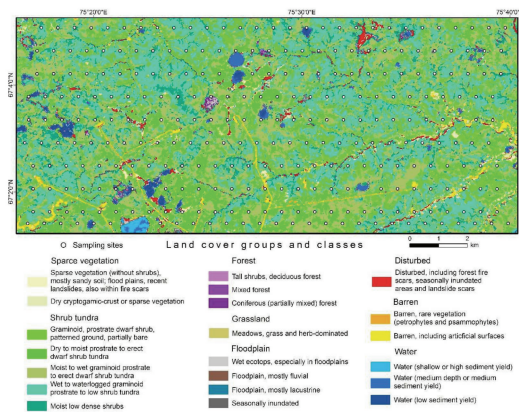 75°20'0"E 75°30'0"E 75°40'0"E
67°4'0"N
67°2'0"N
Sampling sites
Land cover groups and classes
0 1 2
km
Sparse vegetation
Sparse vegetation (without shrubs),
mostly sandy soil; flood plains, recent
landslides, also within fire scars
Dry cryptogamic-crust or sparse vegetation
Shrub tundra
Graminoid, prostrate dwarf shrub,
patterned ground, partially bare
Dry to moist prostrate to erect
dwarf shrub tundra
Moist to wet graminoid prostrate
to erect dwarf shrub tundra
Wet to waterlogged graminoid
prostrate to low shrub tundra
Moist low dense shrubs
Forest
Tall shrubs, deciduous forest
Mixed forest
Coniferous (partially mixed) forest
Grassland
Meadows, grass and herb-dominated
Floodplain
Wet ecotops, especially in floodplains
Floodplain, mostly fluvial
Floodplain, mostly lacustrine
Seasonally inundated
Disturbed
Disturbed, including forest fire
scars, seasonally inundated
areas and landslide scars
Barren
Barren, rare vegetation
(petrophytes and psammophytes)
Barren, including artificial surfaces
Water
Water (shallow or high sediment yield)
Water (medium depth or medium
sediment yield)
Water (low sediment yield)